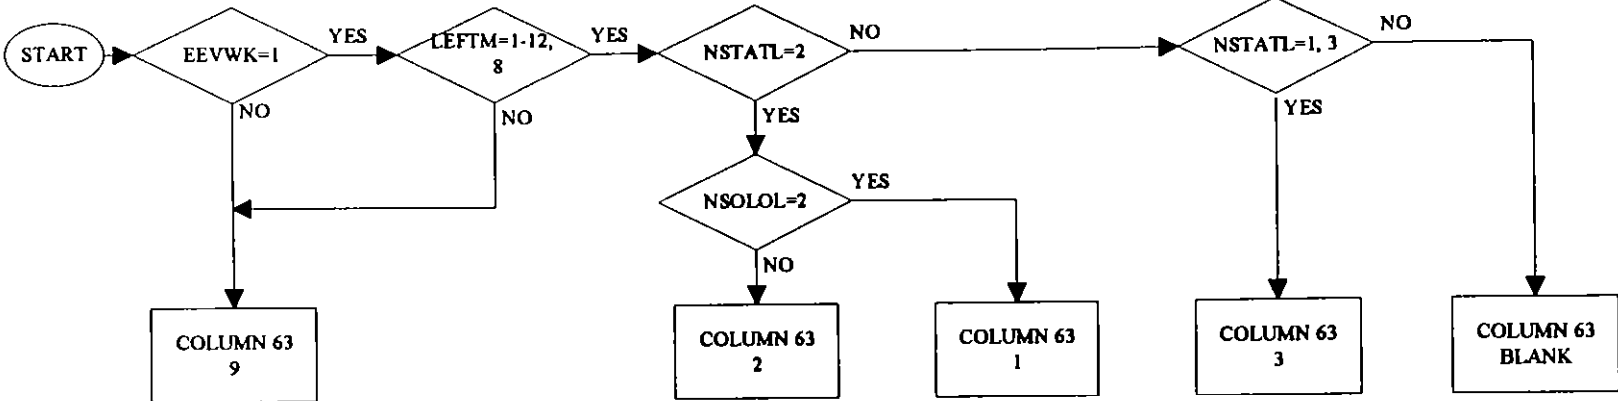 START
EEVWK=1
YES
NO
LEFTM=1-12,
8
YES
NO
NSTATL=2
NO
YES
NSOLOL=2
YES
NO
NSTATL=1, 3
NO
YES
COLUMN 63
9
COLUMN 63
2
COLUMN 63
1
COLUMN 63
3
COLUMN 63
BLANK